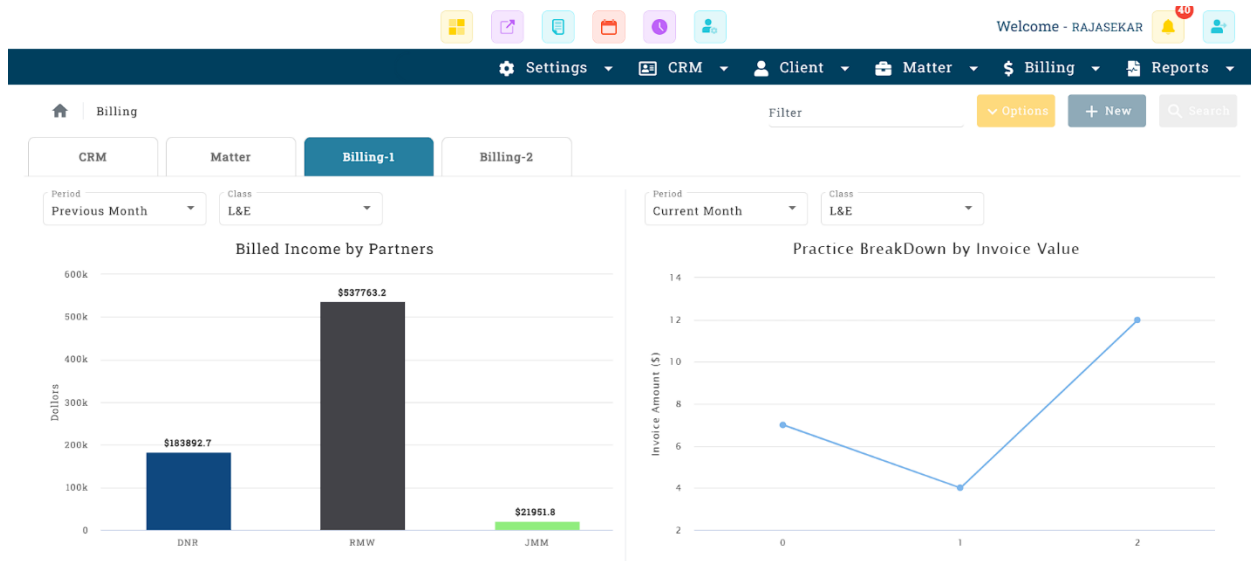 40
Welcome - RAJASEKAR
Settings CRM Client Matter Billing Reports
Billing
Filter
Options
New
Search
CRM Matter Billing-1 Billing-2
Period
Previous Month
Class
L&E
Billed Income by Partners
600k
500k
400k
300k
200k
100k
0
Dollors
$183892.7
$537763.2
$21951.8
DNR RMW JMM
Period
Current Month
Class
L&E
Practice BreakDown by Invoice Value
14
12
10
8
6
4
2
Invoice Amount ($)
0 1 2